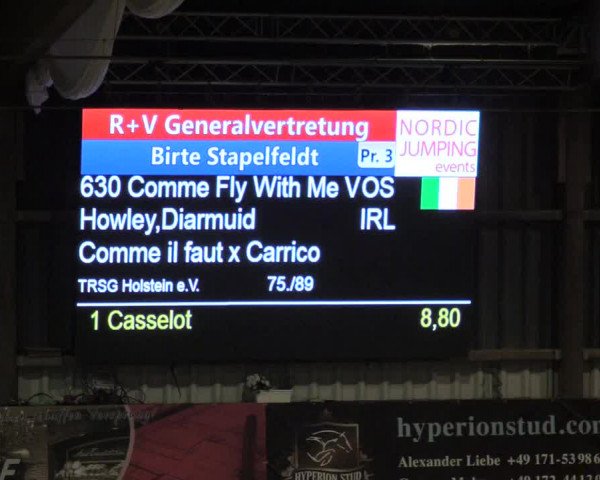 R+V Generalvertretung
Birte Stapelfeldt Pr. 3
NORDIC
JUMPING
events
630 Comme Fly With Me VOS
Howley,Diarmuid IRL
Comme il faut x Carrico
TRSG Holstein e.V. 75./89
1 Casselot 8,80
hyperionstud.co
Alexander Liebe +49 171-53986
HYPERION STUD